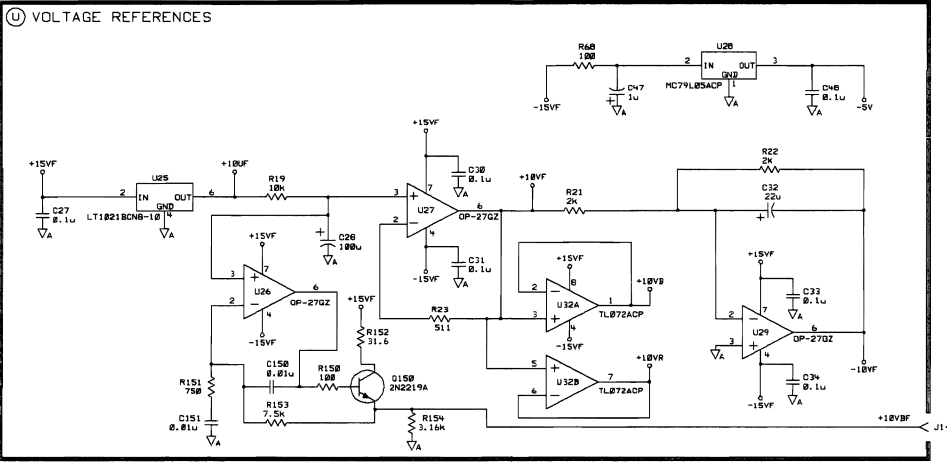 U VOLTAGE REFERENCES
R68
100
U28
2
IN
OUT
3
GND
1
MC79L05ACP
C47
1u
+
A
C48
0.1u
A
-15VF
-5V
A
+15VF
U25
2
IN
OUT
6
GND
4
LT1021BCN8-10
C27
0.1u
A
A
+10UF
R19
10k
+
C28
100u
A
+15VF
7
C30
0.1u
A
3
+
2
-
U27
6
OP-27GZ
4
-15VF
C31
0.1u
A
+10VF
R21
2k
R22
2k
C32
22u
+
+15VF
7
3
+
2
-
U26
6
OP-27GZ
4
-15VF
+15VF
R152
31.6
R23
511
+15VF
8
2
-
3
+
U32A
1
TL072ACP
4
-15VF
+10VB
5
+
6
-
U32B
7
TL072ACP
+10VR
+15VF
7
C33
0.1u
A
2
-
3
+
A
U29
6
OP-27GZ
4
-15VF
C34
0.1u
A
-10VF
R151
750
C151
0.01u
A
C150
0.01u
R150
100
R153
7.5k
Q150
2N2219A
R154
3.16k
A
+10VBF